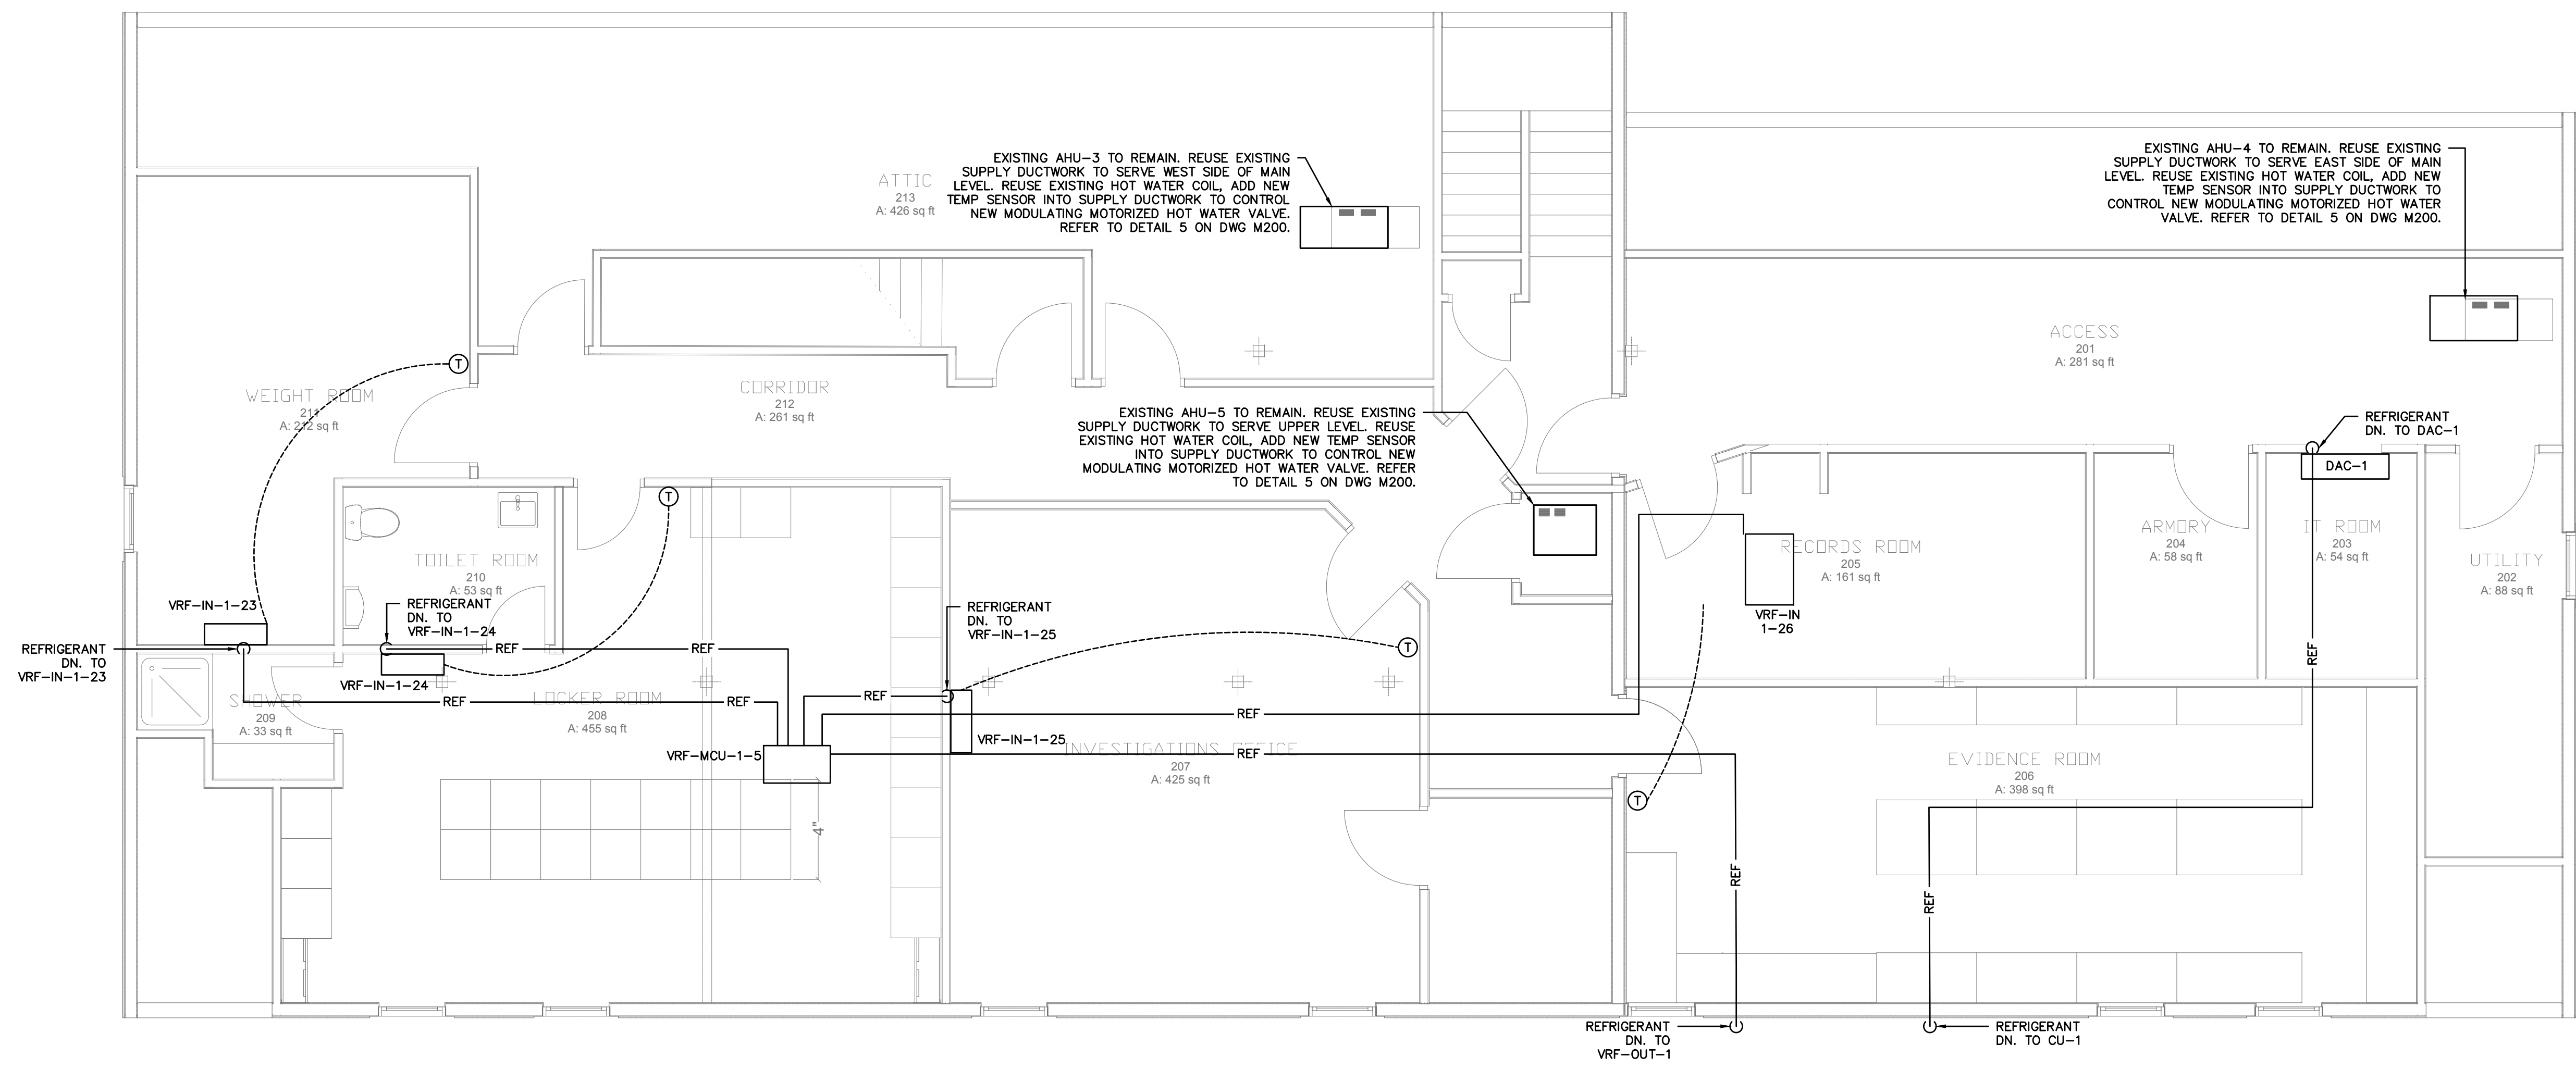 EXISTING AHU-3 TO REMAIN. REUSE EXISTING
SUPPLY DUCTWORK TO SERVE WEST SIDE OF MAIN
LEVEL. REUSE EXISTING HOT WATER COIL, ADD NEW
TEMP SENSOR INTO SUPPLY DUCTWORK TO CONTROL
NEW MODULATING MOTORIZED HOT WATER VALVE.
REFER TO DETAIL 5 ON DWG M200.
EXISTING AHU-4 TO REMAIN. REUSE EXISTING
SUPPLY DUCTWORK TO SERVE EAST SIDE OF MAIN
LEVEL. REUSE EXISTING HOT WATER COIL, ADD NEW
TEMP SENSOR INTO SUPPLY DUCTWORK TO
CONTROL NEW MODULATING MOTORIZED HOT WATER
VALVE. REFER TO DETAIL 5 ON DWG M200.
ATTIC
213
A: 426 sq ft
ACCESS
201
A: 281 sq ft
T
WEIGHT ROOM
211
A: 212 sq ft
CORRIDOR
212
A: 261 sq ft
EXISTING AHU-5 TO REMAIN. REUSE EXISTING
SUPPLY DUCTWORK TO SERVE UPPER LEVEL. REUSE
EXISTING HOT WATER COIL, ADD NEW TEMP SENSOR
INTO SUPPLY DUCTWORK TO CONTROL NEW
MODULATING MOTORIZED HOT WATER VALVE. REFER
TO DETAIL 5 ON DWG M200.
REFRIGERANT
DN. TO DAC-1
DAC-1
T
TOILET ROOM
210
A: 53 sq ft
RECORDS ROOM
205
A: 161 sq ft
ARMORY
204
A: 58 sq ft
IT ROOM
203
A: 54 sq ft
UTILITY
202
A: 88 sq ft
VRF-IN-1-23
REFRIGERANT
DN. TO
VRF-IN-1-24
REFRIGERANT
DN. TO
VRF-IN-1-25
VRF-IN
1-26
REFRIGERANT
DN. TO
VRF-IN-1-23
REF
REF
T
REF
VRF-IN-1-24
SHOWER
209
A: 33 sq ft
REF
LOCKER ROOM
208
A: 455 sq ft
REF
REF
REF
VRF-MCU-1-5
VRF-IN-1-25
INVESTIGATIONS OFFICE
207
A: 425 sq ft
REF
EVIDENCE ROOM
206
A: 398 sq ft
T
4"
REF
REF
REFRIGERANT
DN. TO
VRF-OUT-1
REFRIGERANT
DN. TO CU-1